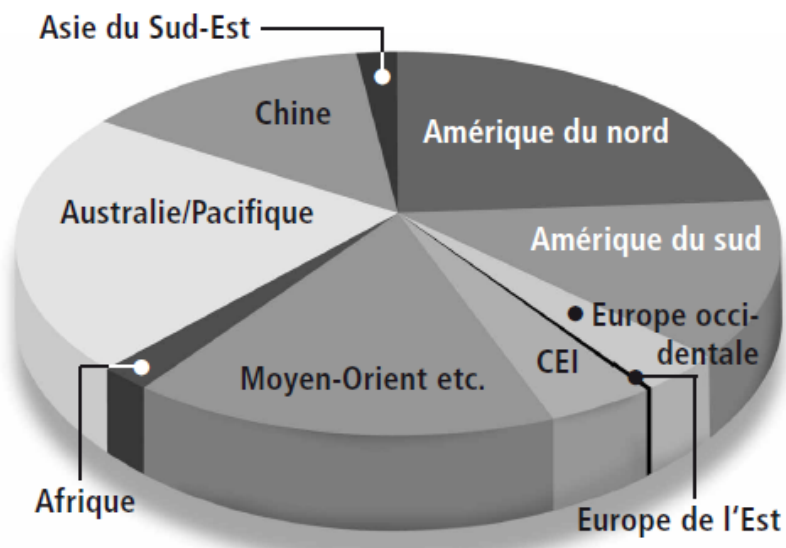 Asie du Sud-Est
Chine
Amérique du nord
Australie/Pacifique
Amérique du sud
Europe occi-
dentale
CEI
Moyen-Orient etc.
Afrique
Europe de l‘Est